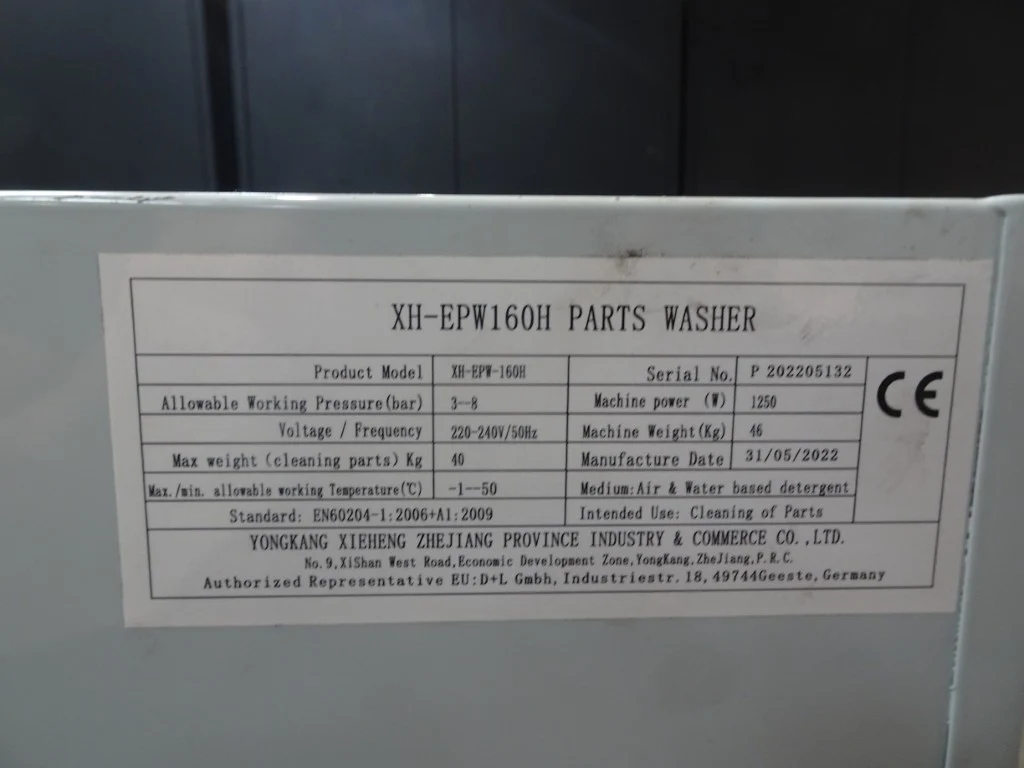 XH-EPW160H PARTS WASHER
Product Model XH-EPW-160H Serial No. P 202205132 CE
Allowable Working Pressure(bar) 3--8 Machine power (W) 1250
Voltage / Frequency 220-240V/50Hz Machine Weight(Kg) 46
Max weight (cleaning parts) Kg 40 Manufacture Date 31/05/2022
Max./min. allowable working Temperature(℃) -1--50 Medium:Air & Water based detergent
Standard: EN60204-1:2006+A1:2009 Intended Use: Cleaning of Parts
YONGKANG XIEHENG ZHEJIANG PROVINCE INDUSTRY & COMMERCE CO.,LTD.
No.9,XiShan West Road,Economic Development Zone,YongKang,ZheJiang,P.R.C.
Authorized Representative EU:D+L Gmbh, Industriestr. 18, 49744Geeste, Germany